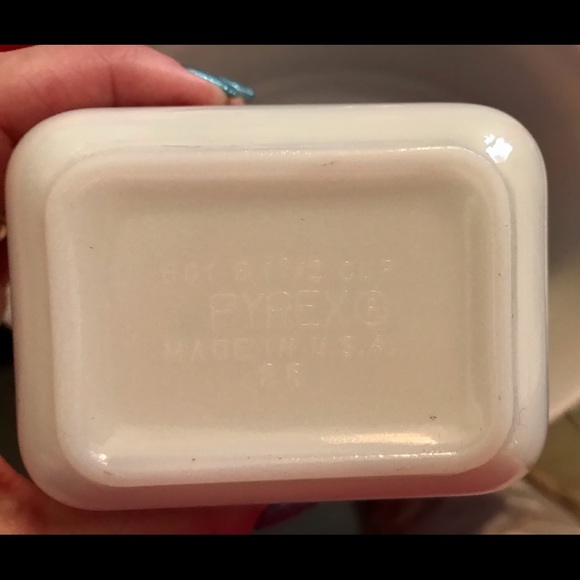 501-B 1 1/2 CUP
PYREX®
MADE IN U.S.A.